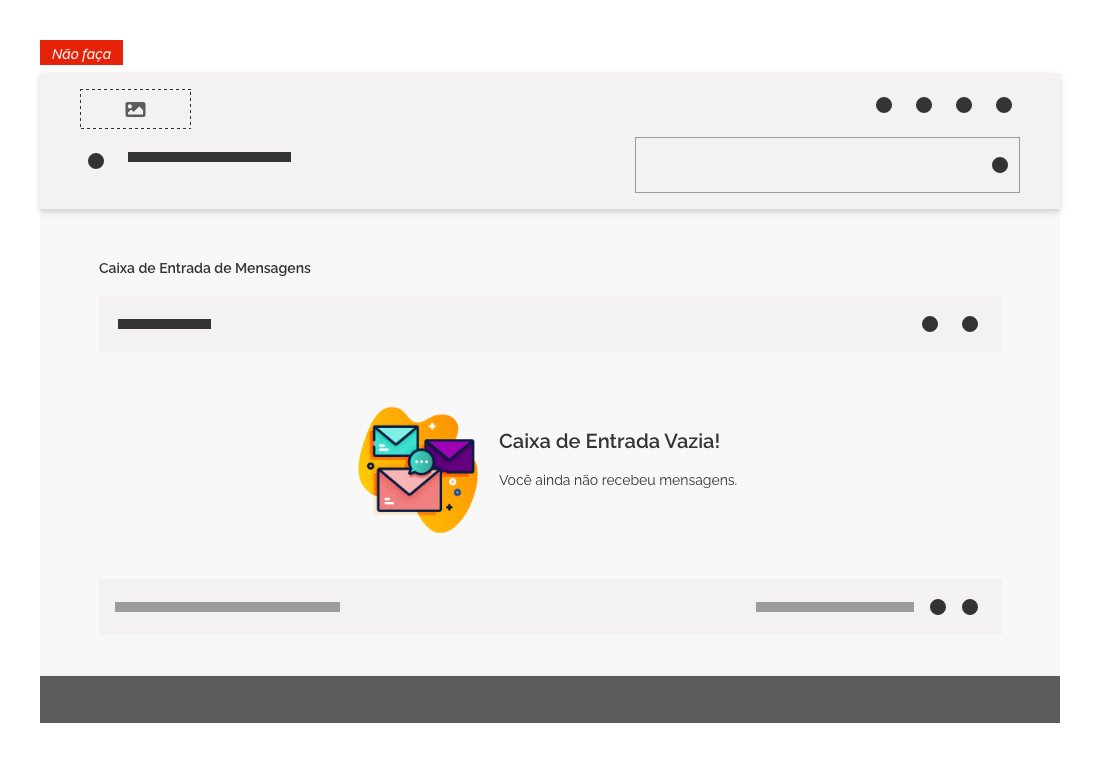 Não faça
Caixa de Entrada de Mensagens
Caixa de Entrada Vazia!
Você ainda não recebeu mensagens.